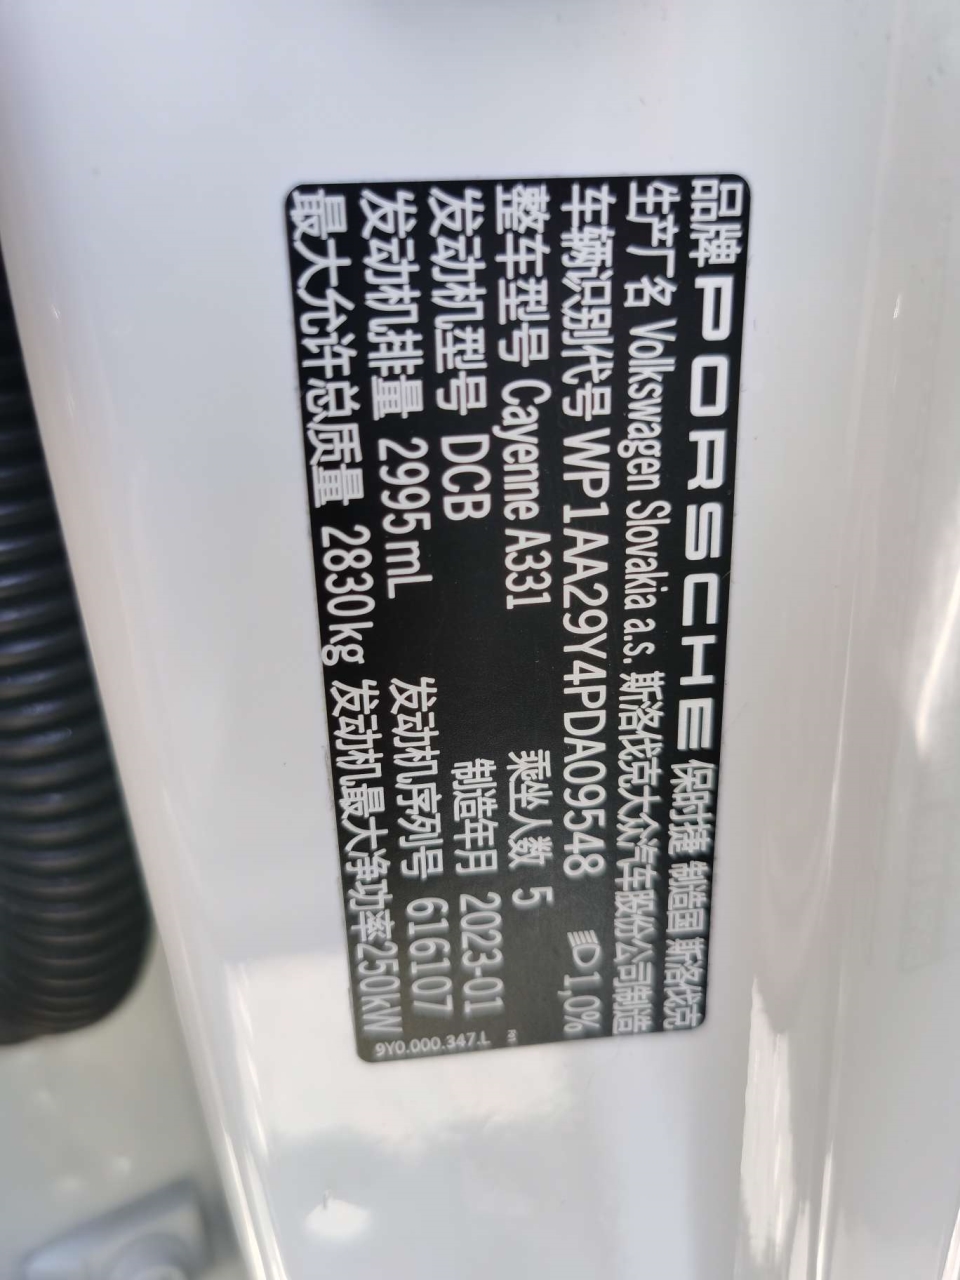 品牌 PORSCHE 保时捷 制造国 斯洛伐克
生产厂名 Volkswagen Slovakia a.s. 斯洛伐克大众汽车股份公司制造
车辆识别代号 WP1AA29Y4PDA09548 1,0%
整车型号 Cayenne A331 乘坐人数 5
发动机型号 DCB 制造年月 2023-01
发动机排量 2995mL 发动机序列号 616107
最大允许总质量 2830kg 发动机最大净功率250kW
9Y0.000.347.L